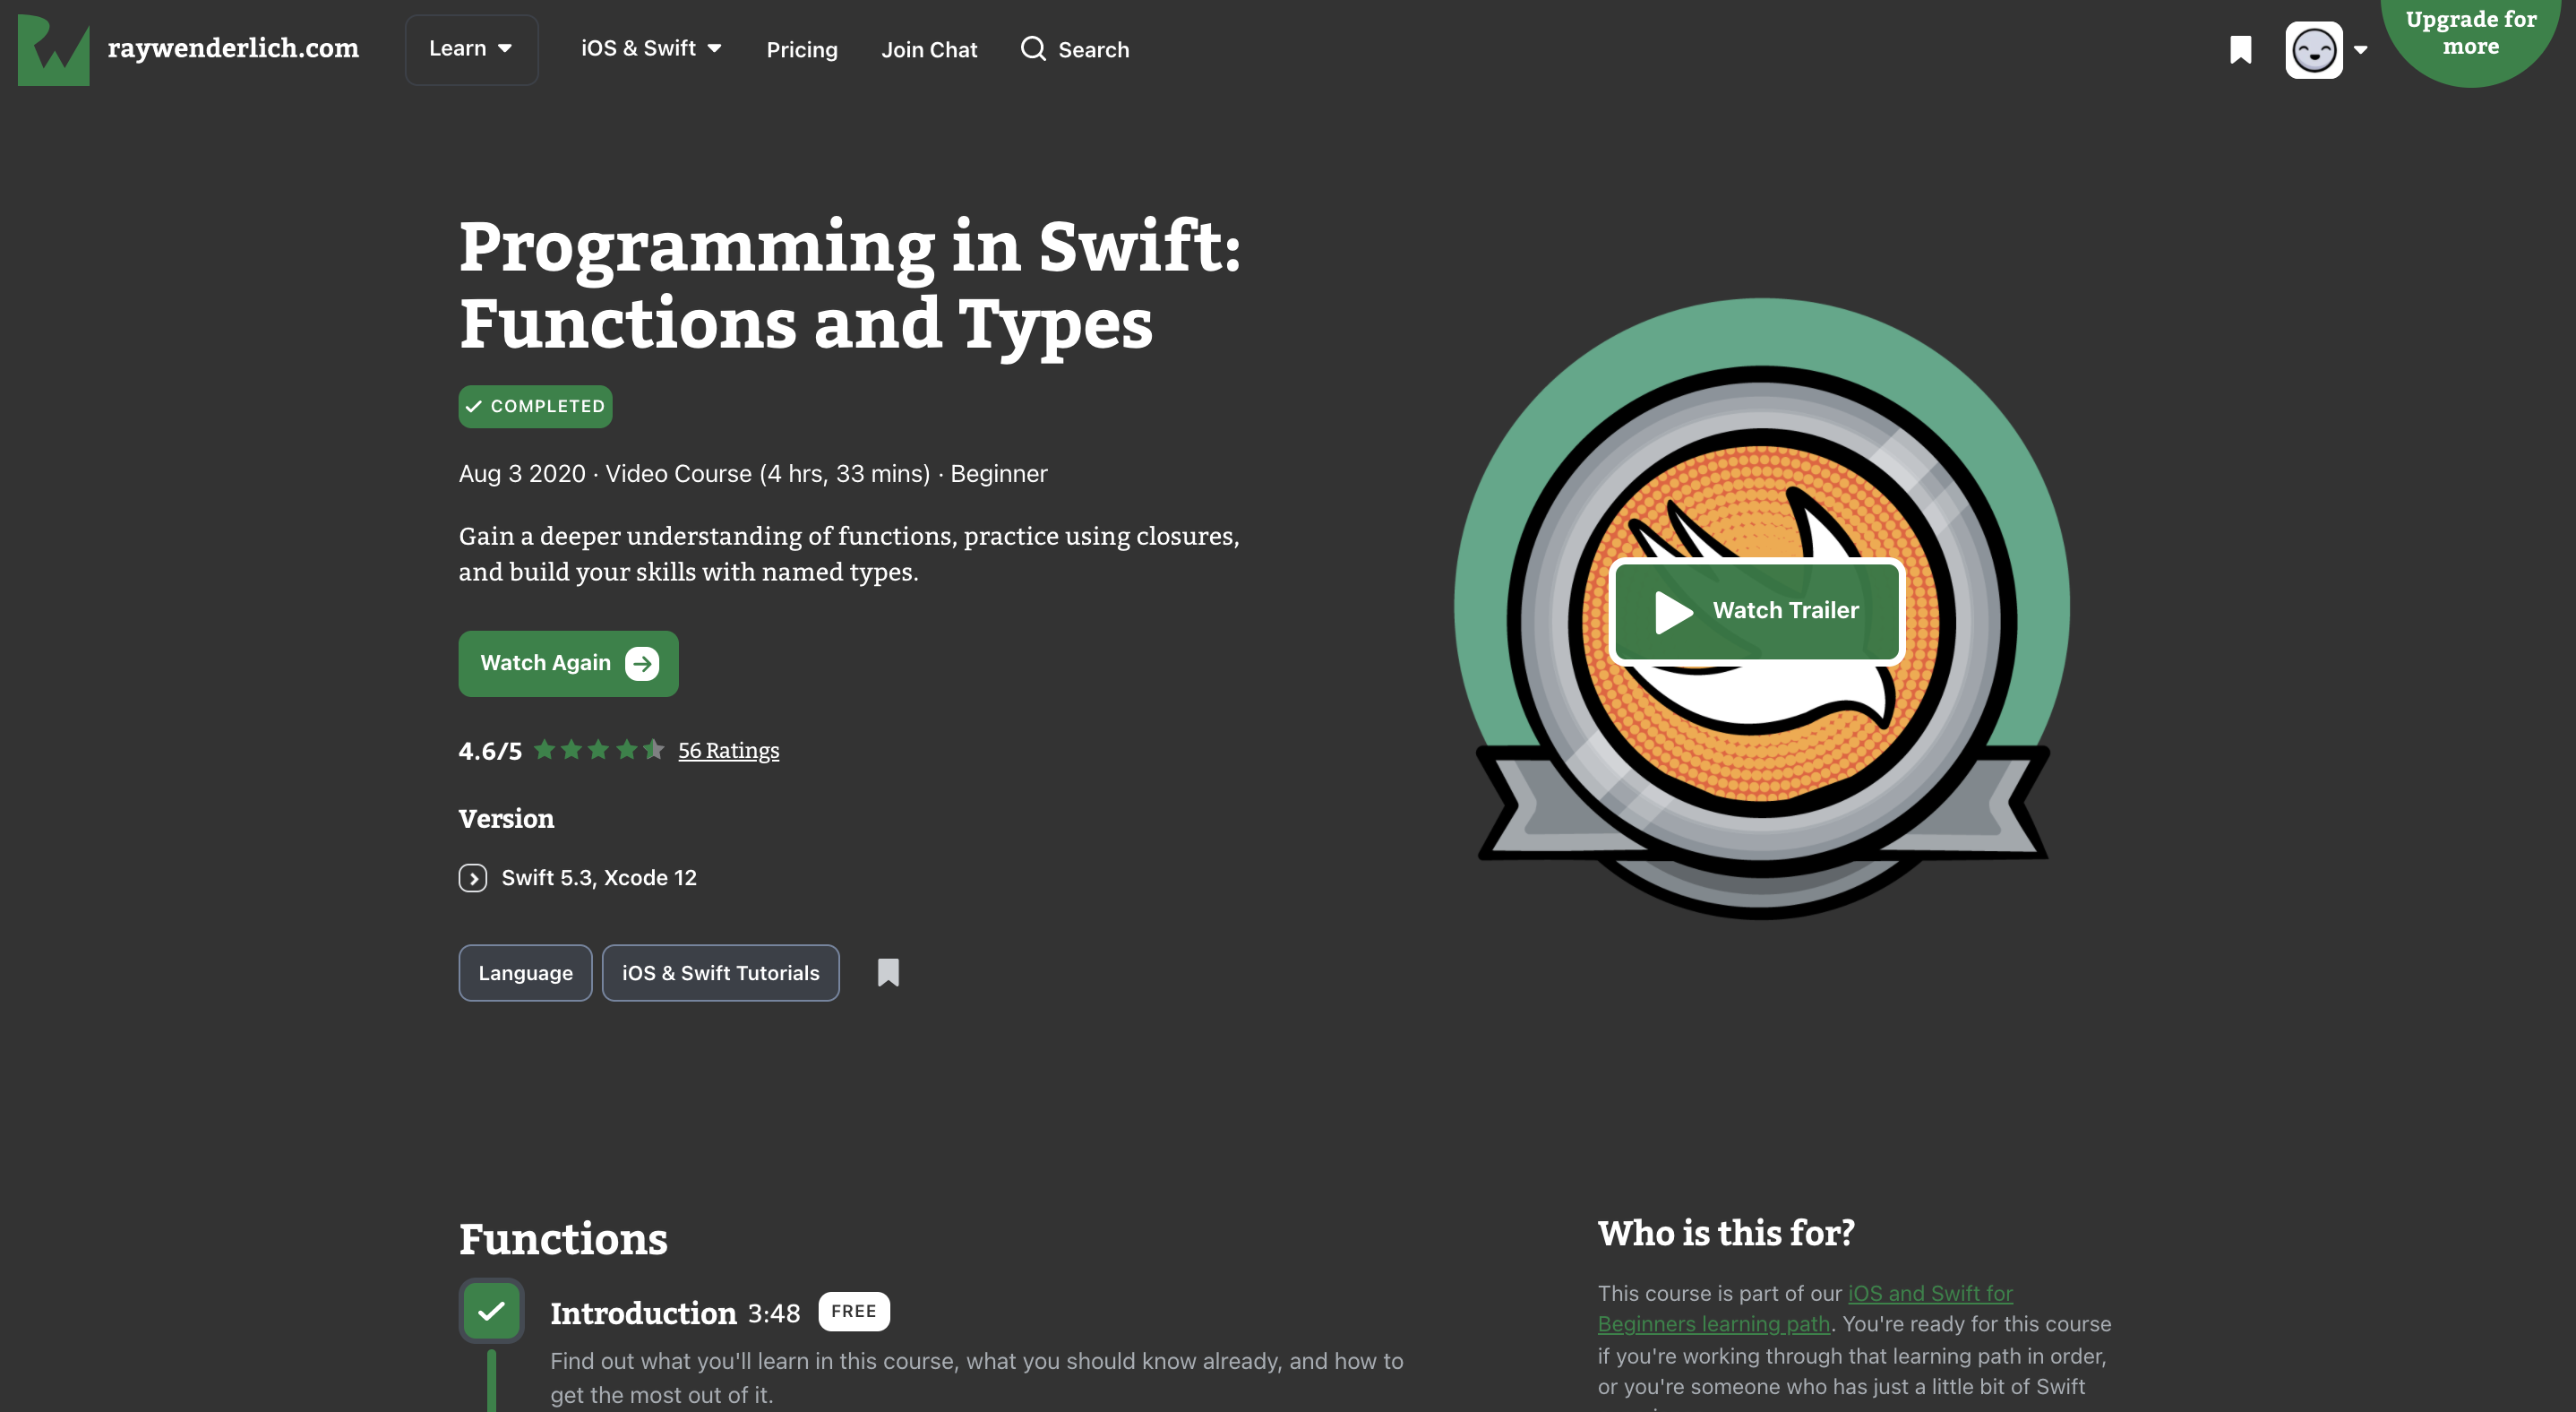 raywenderlich.com
Learn
iOS & Swift
Pricing
Join Chat
Search
Upgrade for
more
Programming in Swift:
Functions and Types
COMPLETED
Aug 3 2020 · Video Course (4 hrs, 33 mins) · Beginner
Gain a deeper understanding of functions, practice using closures,
and build your skills with named types.
Watch Again
4.6/5
56 Ratings
Version
Swift 5.3, Xcode 12
Language
iOS & Swift Tutorials
Watch Trailer
Functions
Introduction 3:48 FREE
Find out what you'll learn in this course, what you should know already, and how to
get the most out of it.
Who is this for?
This course is part of our iOS and Swift for
Beginners learning path. You're ready for this course
if you're working through that learning path in order,
or you're someone who has just a little bit of Swift